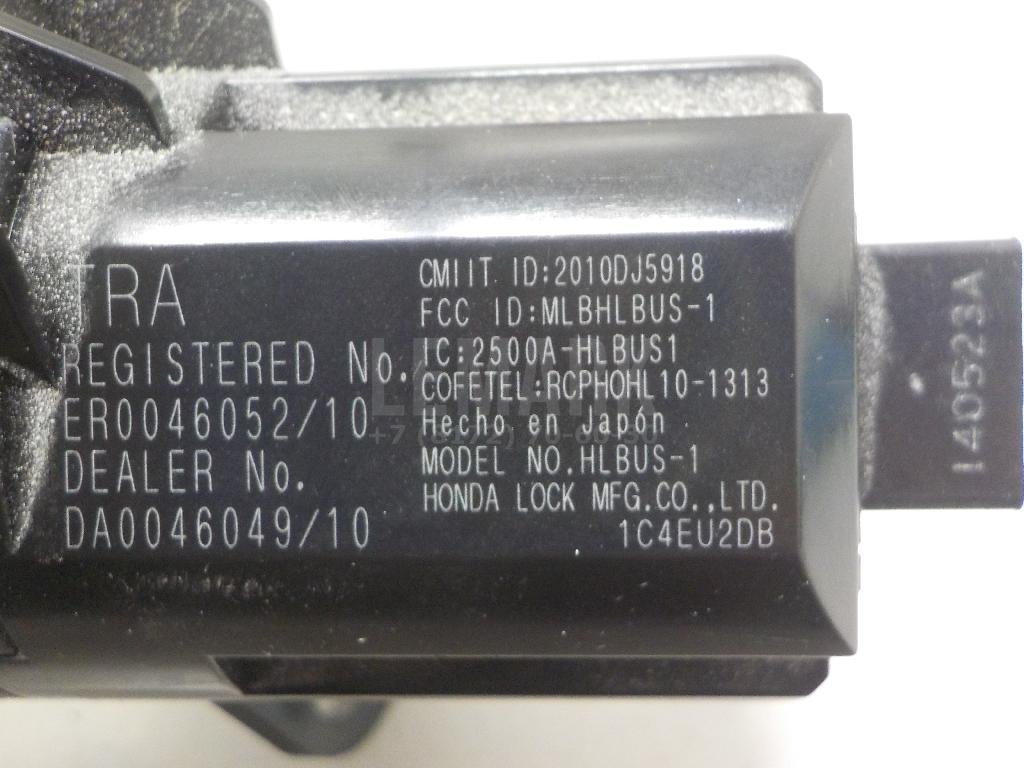 TRA
REGISTERED No.
ER0046052/10
DEALER No.
DA0046049/10
CMIIT ID:2010DJ5918
FCC ID:MLBHLBUS-1
IC:2500A-HLBUS1
COFETEL:RCPHOHL10-1313
Hecho en Japón
MODEL NO.HLBUS-1
HONDA LOCK MFG.CO.,LTD.
1C4EU2DB
140523A